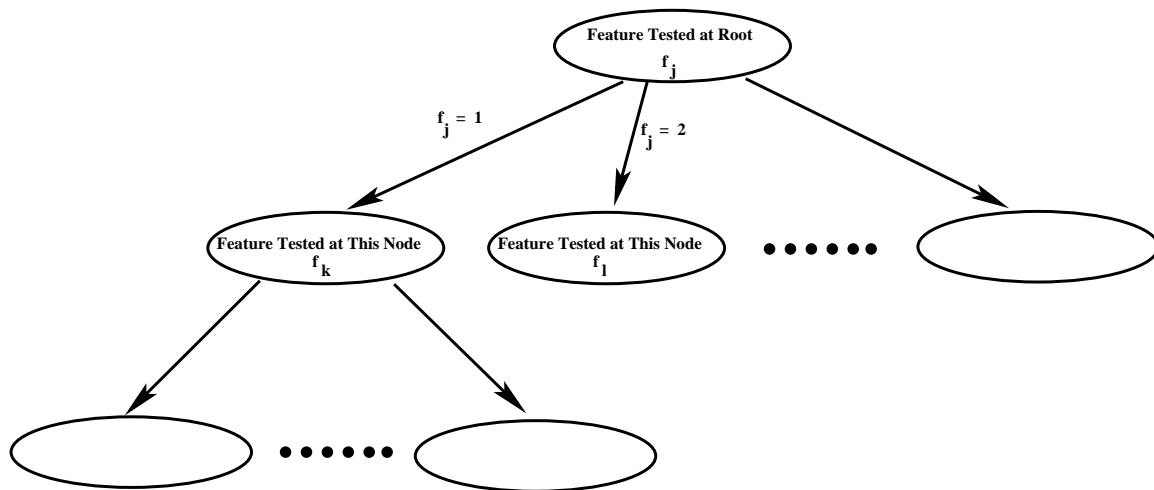 Feature Tested at Root
f_j
f_j = 1
f_j = 2
Feature Tested at This Node
f_k
Feature Tested at This Node
f_l